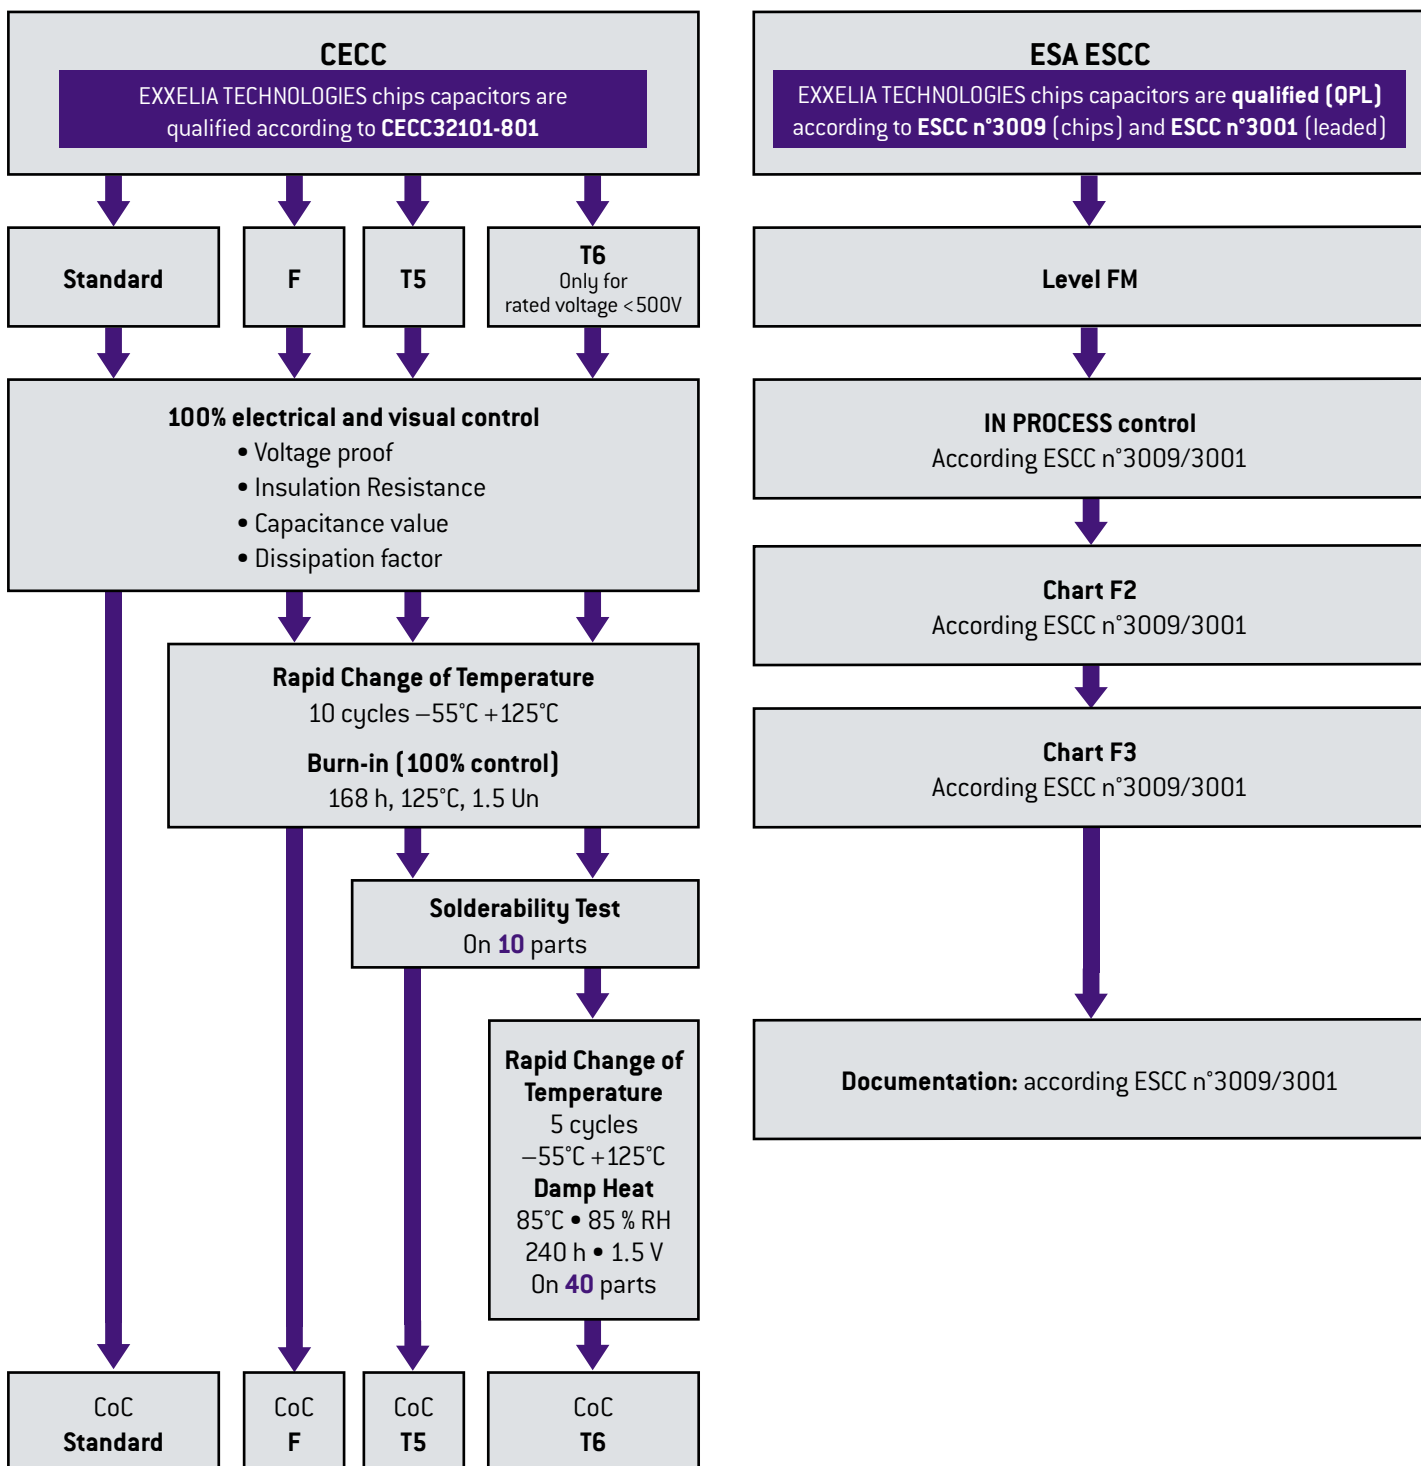 CECC
EXXELIA TECHNOLOGIES chips capacitors are
qualified according to CECC32101-801
Standard
F
T5
T6
Only for
rated voltage <500V
100% electrical and visual control
• Voltage proof
• Insulation Resistance
• Capacitance value
• Dissipation factor
Rapid Change of Temperature
10 cycles –55°C +125°C
Burn-in (100% control)
168 h, 125°C, 1.5 Un
Solderability Test
On 10 parts
Rapid Change of
Temperature
5 cycles
–55°C +125°C
Damp Heat
85°C • 85 % RH
240 h • 1.5 V
On 40 parts
CoC
Standard
CoC
F
CoC
T5
CoC
T6
ESA ESCC
EXXELIA TECHNOLOGIES chips capacitors are qualified (QPL)
according to ESCC n°3009 (chips) and ESCC n°3001 (leaded)
Level FM
IN PROCESS control
According ESCC n°3009/3001
Chart F2
According ESCC n°3009/3001
Chart F3
According ESCC n°3009/3001
Documentation: according ESCC n°3009/3001